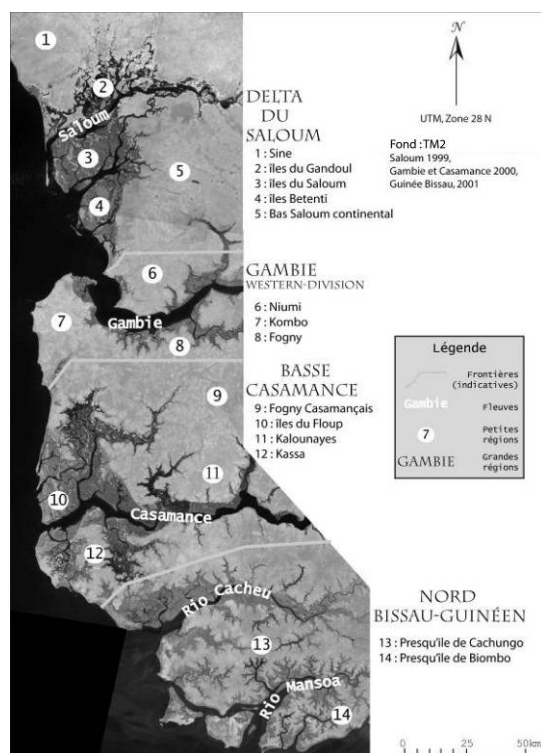 N
UTM, Zone 28 N
Fond : TM2
Saloum 1999,
Gambie et Casamance 2000,
Guinée Bissau, 2001
DELTA
DU
SALOUM
1 : Sine
2 : îles du Gandoul
3 : îles du Saloum
4 : îles Betenti
5 : Bas Saloum continental
GAMBIE
WESTERN-DIVISION
6 : Niumi
7 : Kombo
8 : Fogny
BASSE
CASAMANCE
9 : Fogny Casamançais
10 : îles du Floup
11 : Kalounayes
12 : Kassa
NORD
BISSAU-GUINÉEN
13 : Presqu'île de Cachungo
14 : Presqu'île de Biombo
Légende
Frontières
(indicatives)
Gambie
Fleuves
7
Petites
régions
GAMBIE
Grandes
régions
1
2
Saloum
3
5
4
6
7
Gambie
8
9
11
10
Casamance
12
Rio Cacheu
13
Rio Mansoa
14
0 25 50km